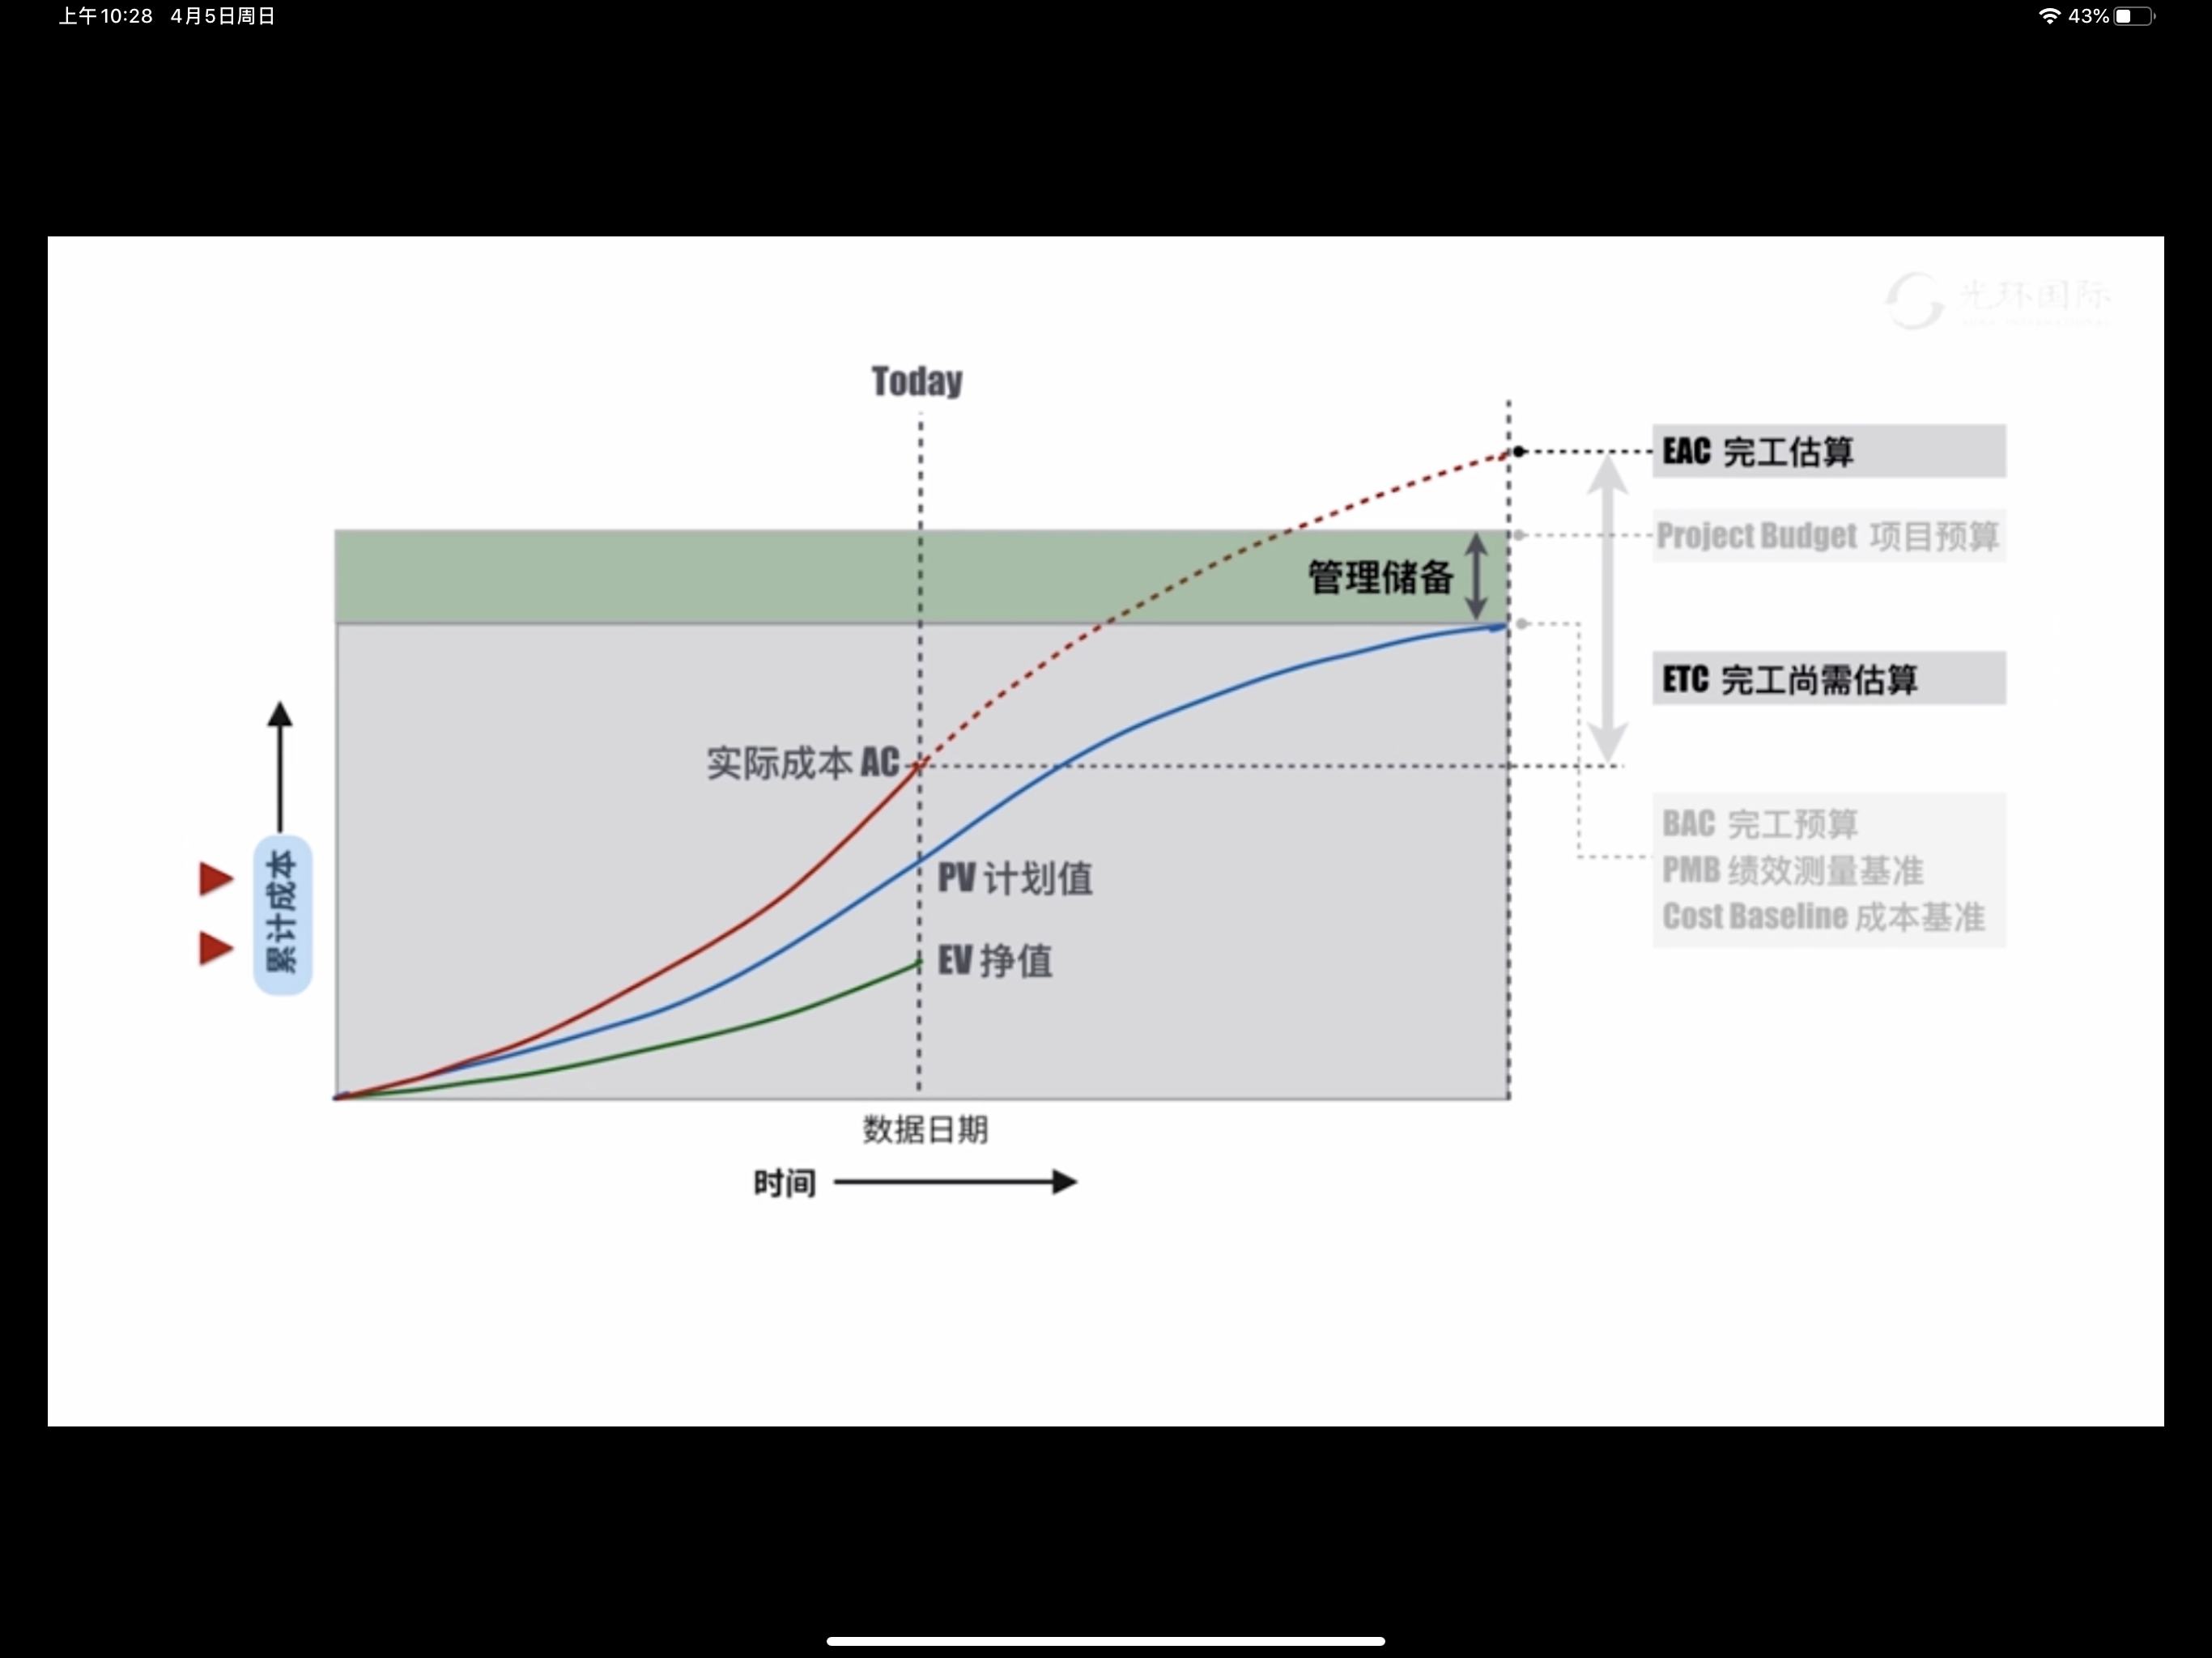 上午10:28 4月5日周日
43%
光环国际
Today
EAC 完工估算
Project Budget 项目预算
管理储备
ETC 完工尚需估算
实际成本 AC
BAC 完工预算
PMB 绩效测量基准
Cost Baseline 成本基准
PV 计划值
EV 挣值
累计成本
数据日期
时间